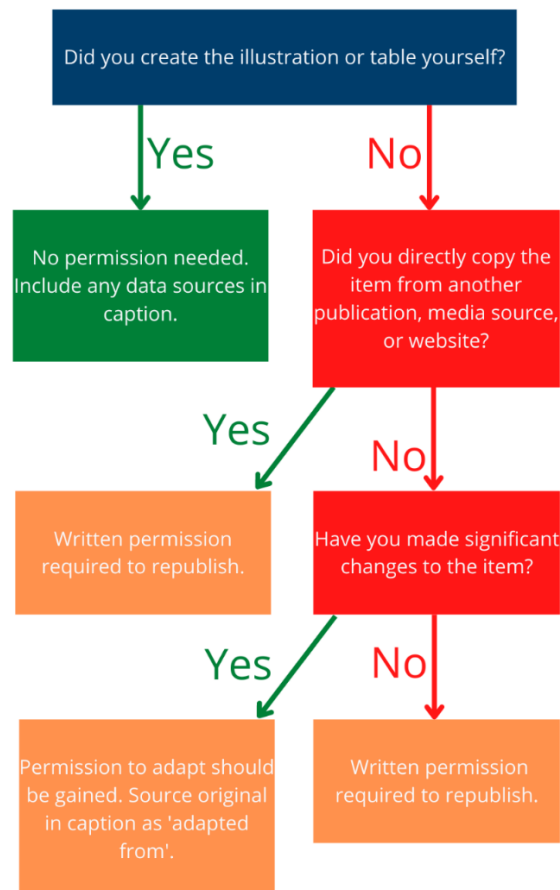 Did you create the illustration or table yourself?
Yes
No
No permission needed.
Include any data sources in
caption.
Did you directly copy the
item from another
publication, media source,
or website?
Yes
No
Written permission
required to republish.
Have you made significant
changes to the item?
Yes
No
Permission to adapt should
be gained. Source original
in caption as 'adapted
from'.
Written permission
required to republish.